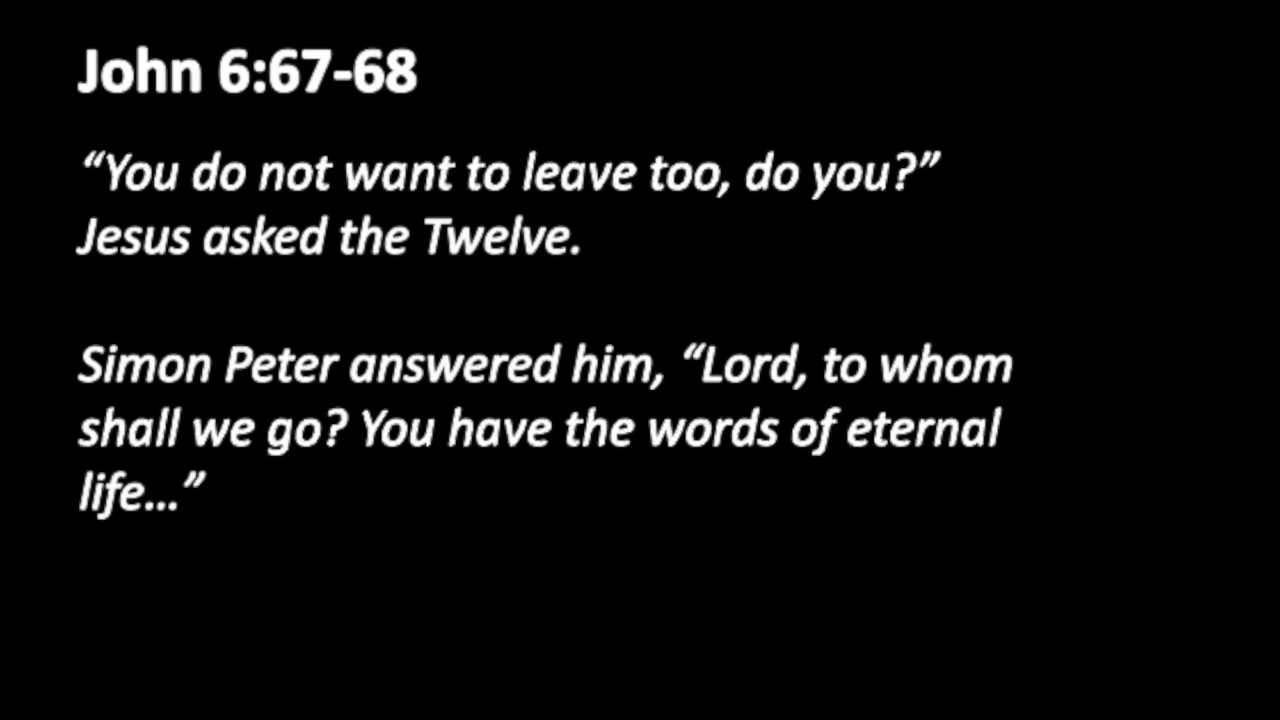 John 6:67-68
“You do not want to leave too, do you?”
Jesus asked the Twelve.
Simon Peter answered him, “Lord, to whom
shall we go? You have the words of eternal
life…”